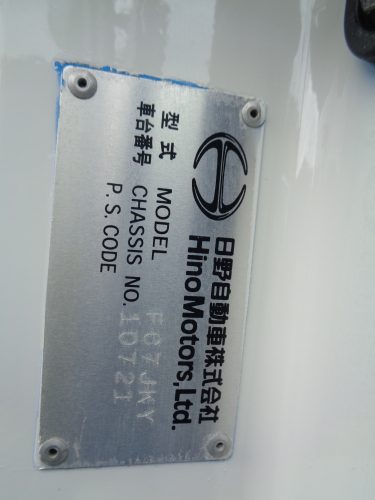 日野自動車株式会社
Hino Motors, Ltd.
型式 MODEL FC7JKY
車台番号 CHASSIS NO. 10721
P. S. CODE